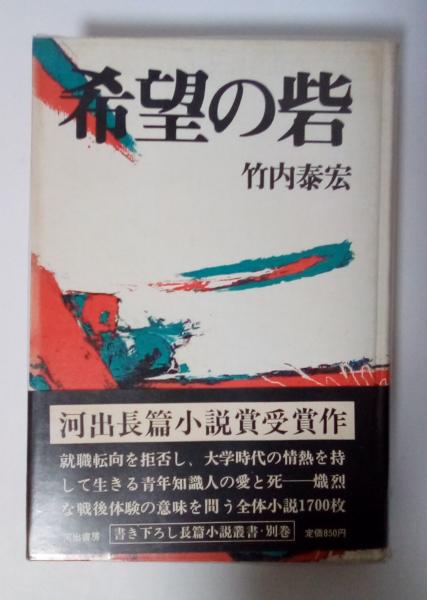 希望の砦
竹内泰宏
河出長篇小説賞受賞作
就職転向を拒否し、大学時代の情熱を持
して生きる青年知識人の愛と死──熾烈
な戦後体験の意味を問う全体小説1700枚
河出書房 書き下ろし長篇小説叢書・別巻 定価850円